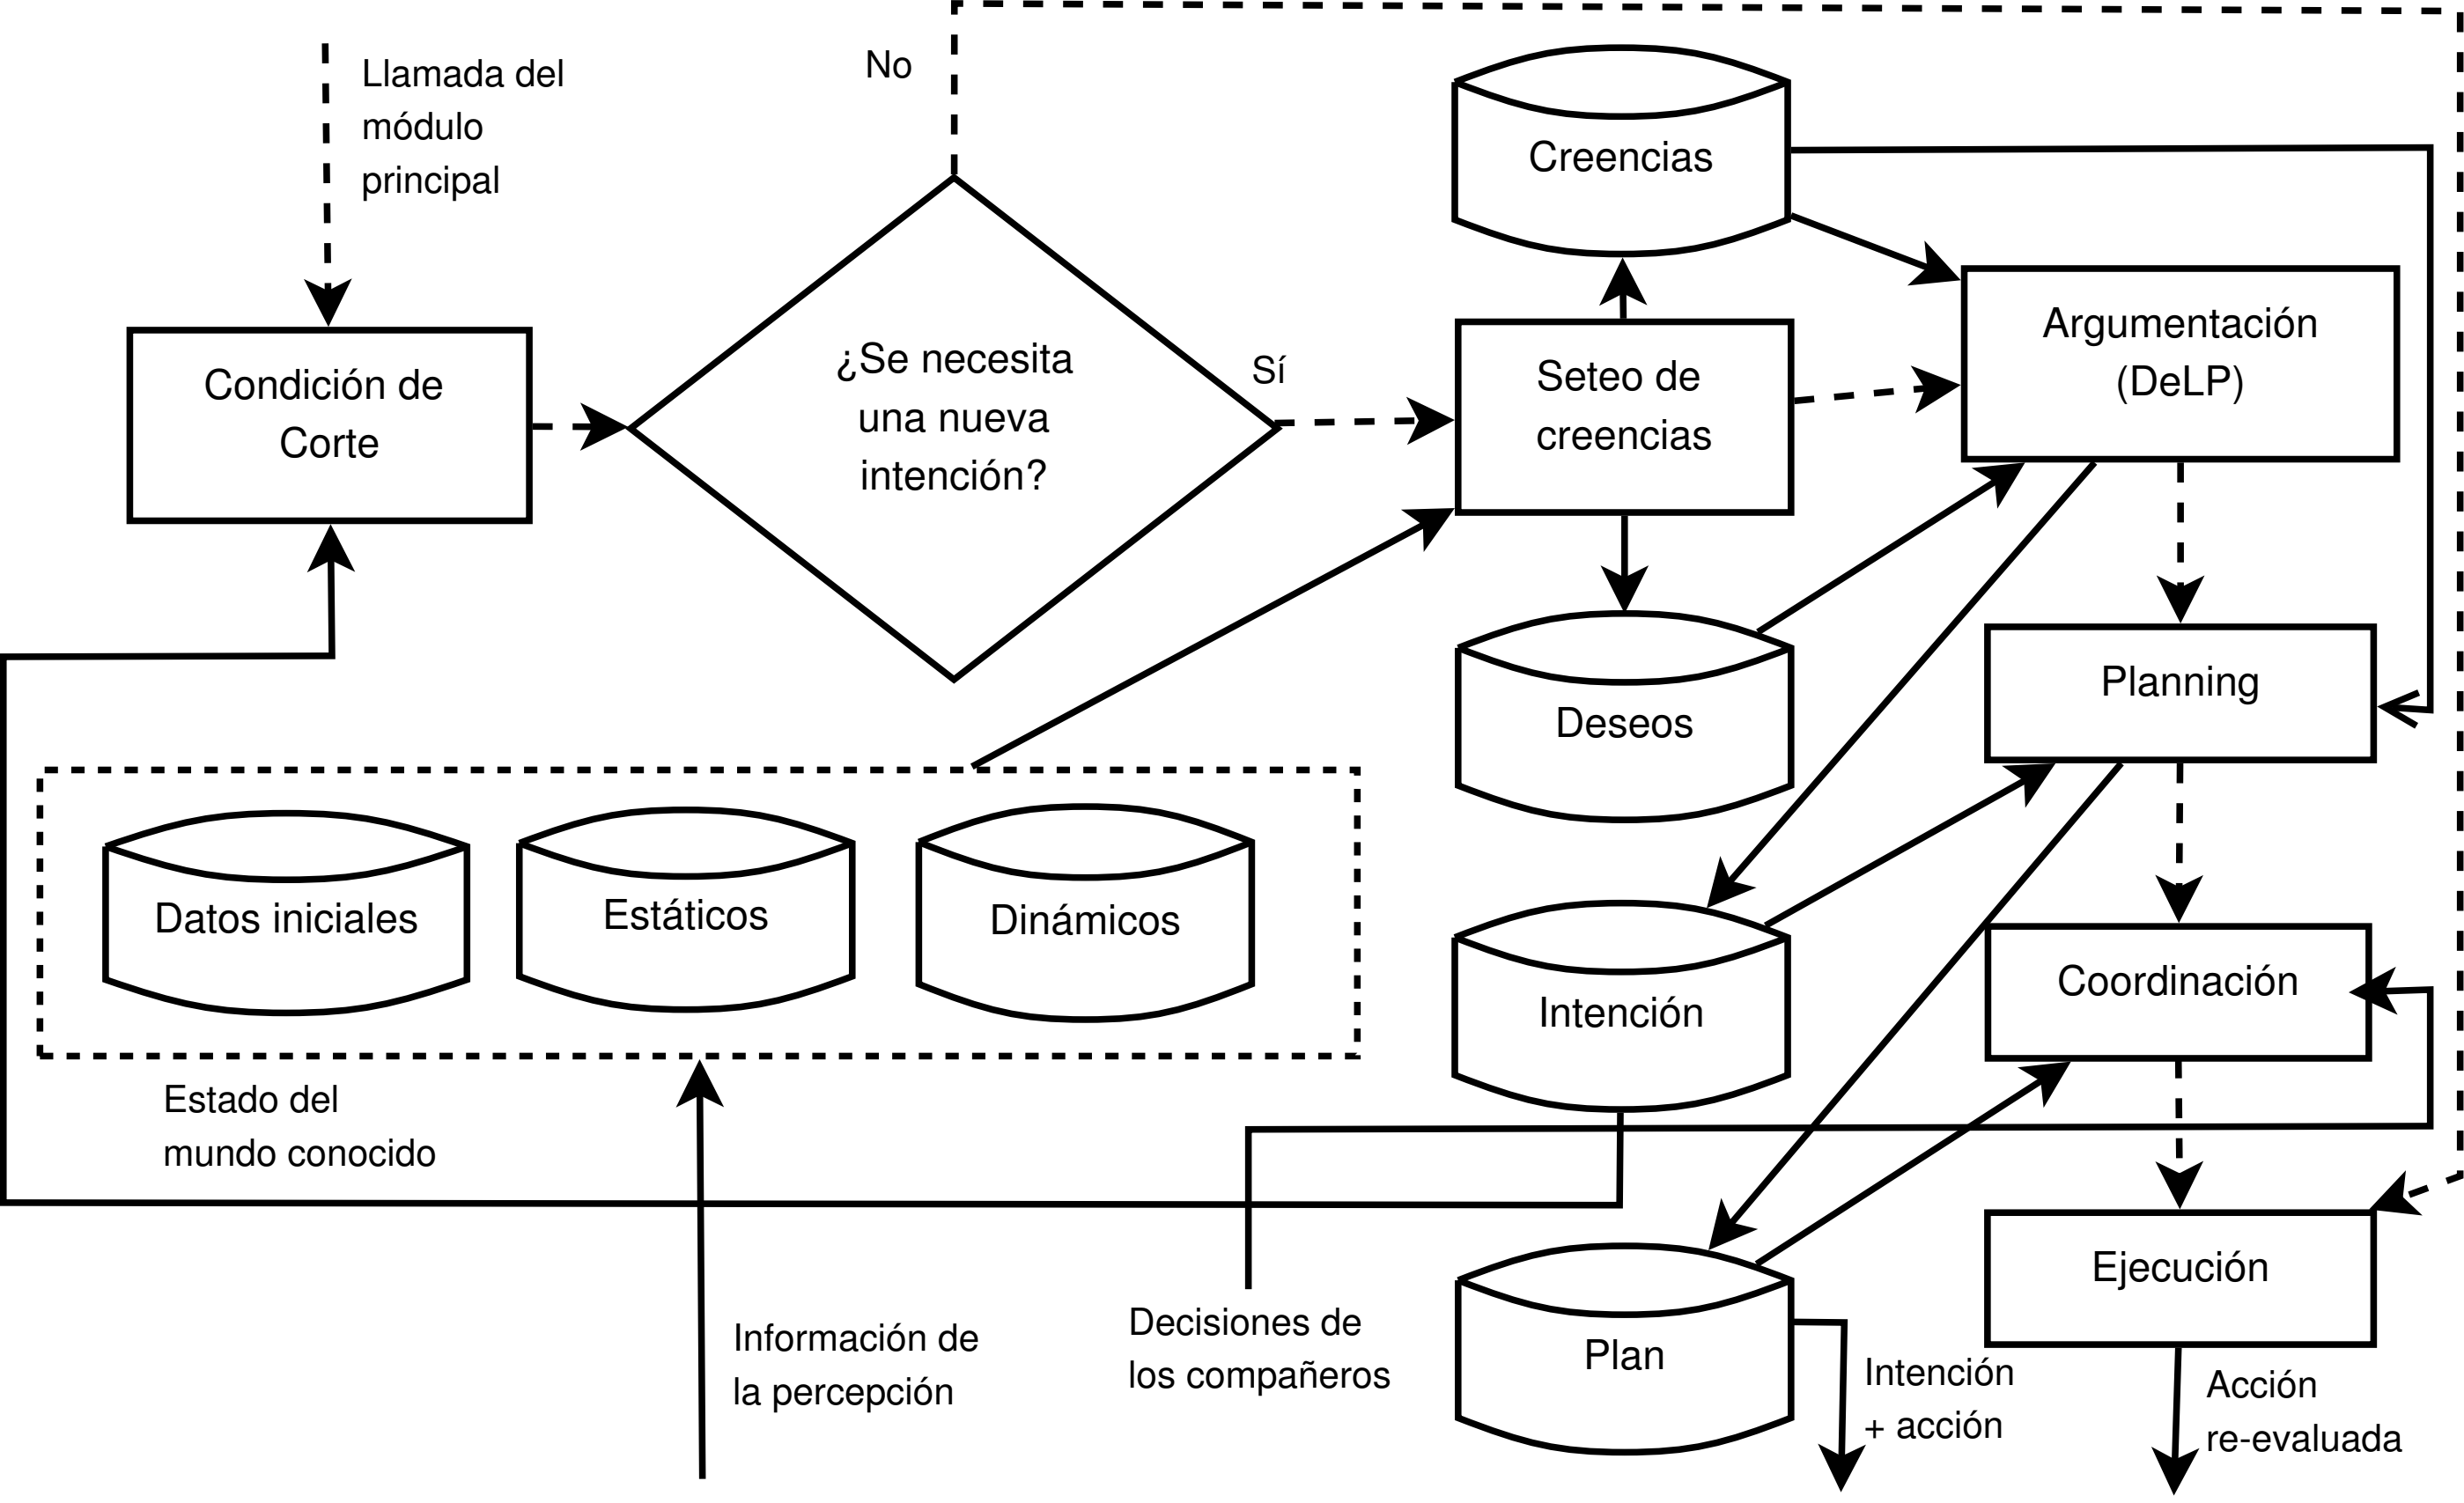 Llamada del
módulo
principal
No
Creencias
Condición de
Corte
¿Se necesita
una nueva
intención?
Sí
Seteo de
creencias
Argumentación
(DeLP)
Planning
Deseos
Datos iniciales
Estáticos
Dinámicos
Intención
Coordinación
Estado del
mundo conocido
Información de
la percepción
Decisiones de
los compañeros
Plan
Ejecución
Intención
+ acción
Acción
re-evaluada